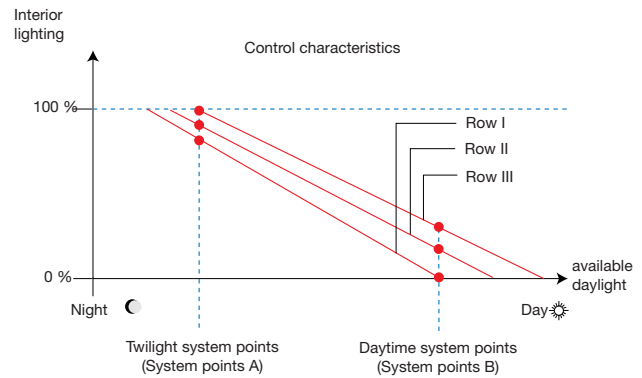 Interior
lighting
Control characteristics
100 %
Row I
Row II
Row III
0 %
available
daylight
Night
Day
Twilight system points
(System points A)
Daytime system points
(System points B)